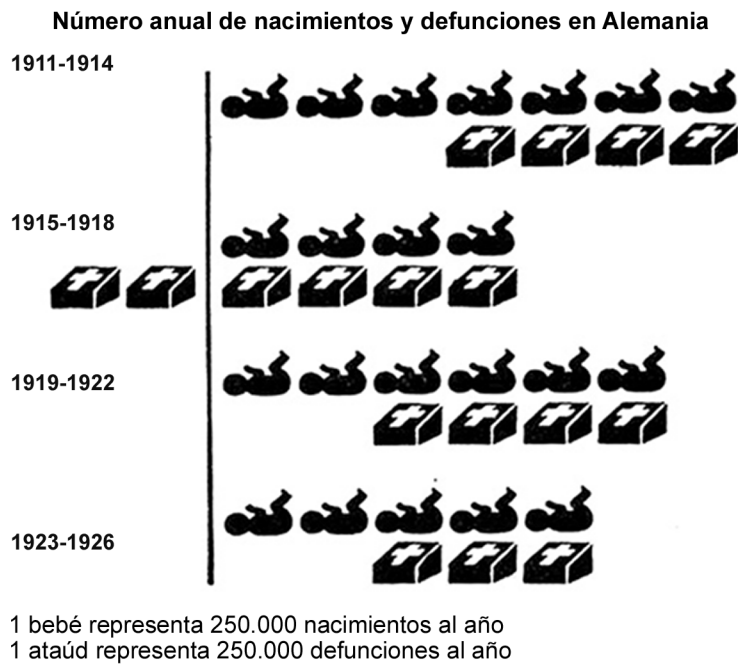 Número anual de nacimientos y defunciones en Alemania
1911-1914
1915-1918
1919-1922
1923-1926
1 bebé representa 250.000 nacimientos al año
1 ataúd representa 250.000 defunciones al año